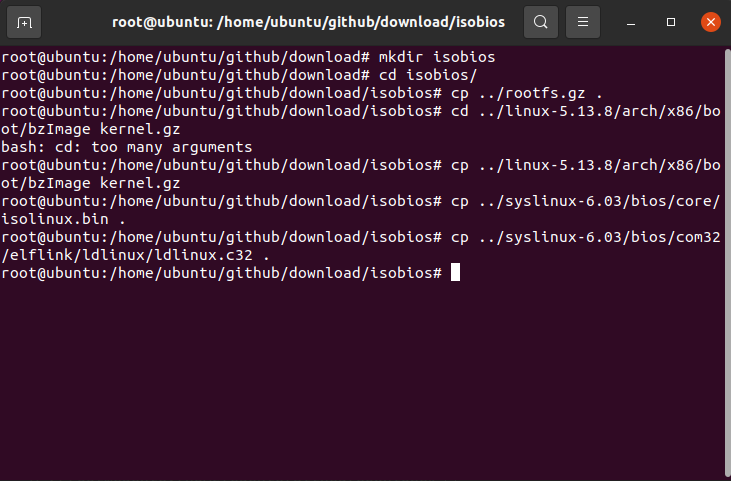 root@ubuntu: /home/ubuntu/github/download/isobios
root@ubuntu:/home/ubuntu/github/download# mkdir isobios
root@ubuntu:/home/ubuntu/github/download# cd isobios/
root@ubuntu:/home/ubuntu/github/download/isobios# cp ../rootfs.gz .
root@ubuntu:/home/ubuntu/github/download/isobios# cd ../linux-5.13.8/arch/x86/bo
ot/bzImage kernel.gz
bash: cd: too many arguments
root@ubuntu:/home/ubuntu/github/download/isobios# cp ../linux-5.13.8/arch/x86/bo
ot/bzImage kernel.gz
root@ubuntu:/home/ubuntu/github/download/isobios# cp ../syslinux-6.03/bios/core/
isolinux.bin .
root@ubuntu:/home/ubuntu/github/download/isobios# cp ../syslinux-6.03/bios/com32
/elflink/ldlinux/ldlinux.c32 .
root@ubuntu:/home/ubuntu/github/download/isobios#